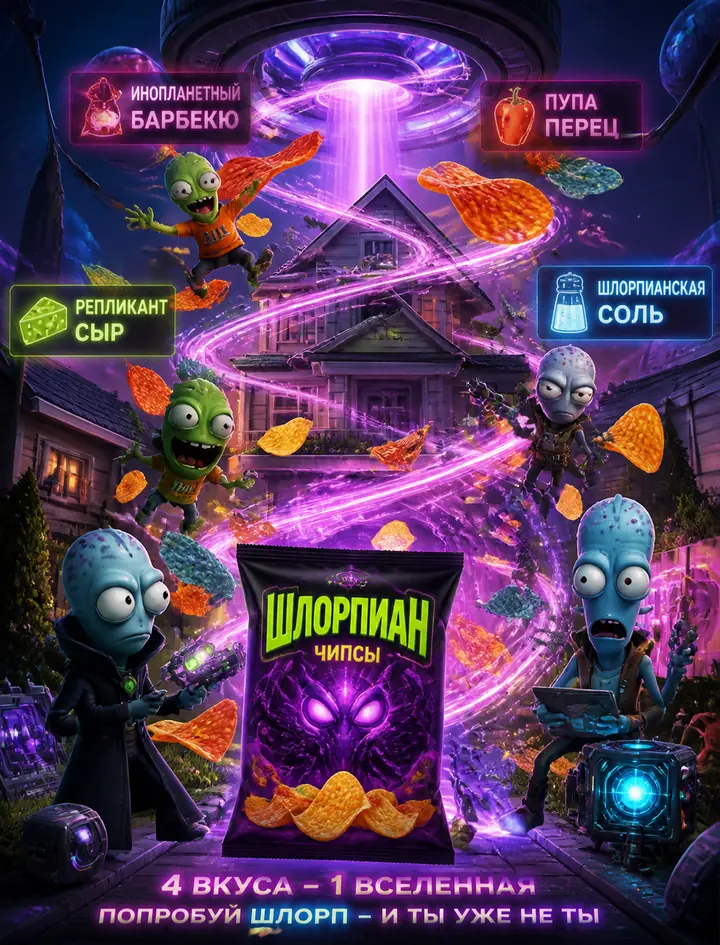 ИНОПЛАНЕТНЫЙ
БАРБЕКЮ
ПУПА
ПЕРЕЦ
РЕПЛИКАНТ
СЫР
ШЛОРПИАНСКАЯ
СОЛЬ
ШЛОРПИАН
ЧИПСЫ
4 ВКУСА – 1 ВСЕЛЕННАЯ
ПОПРОБУЙ ШЛОРП – И ТЫ УЖЕ НЕ ТЫ